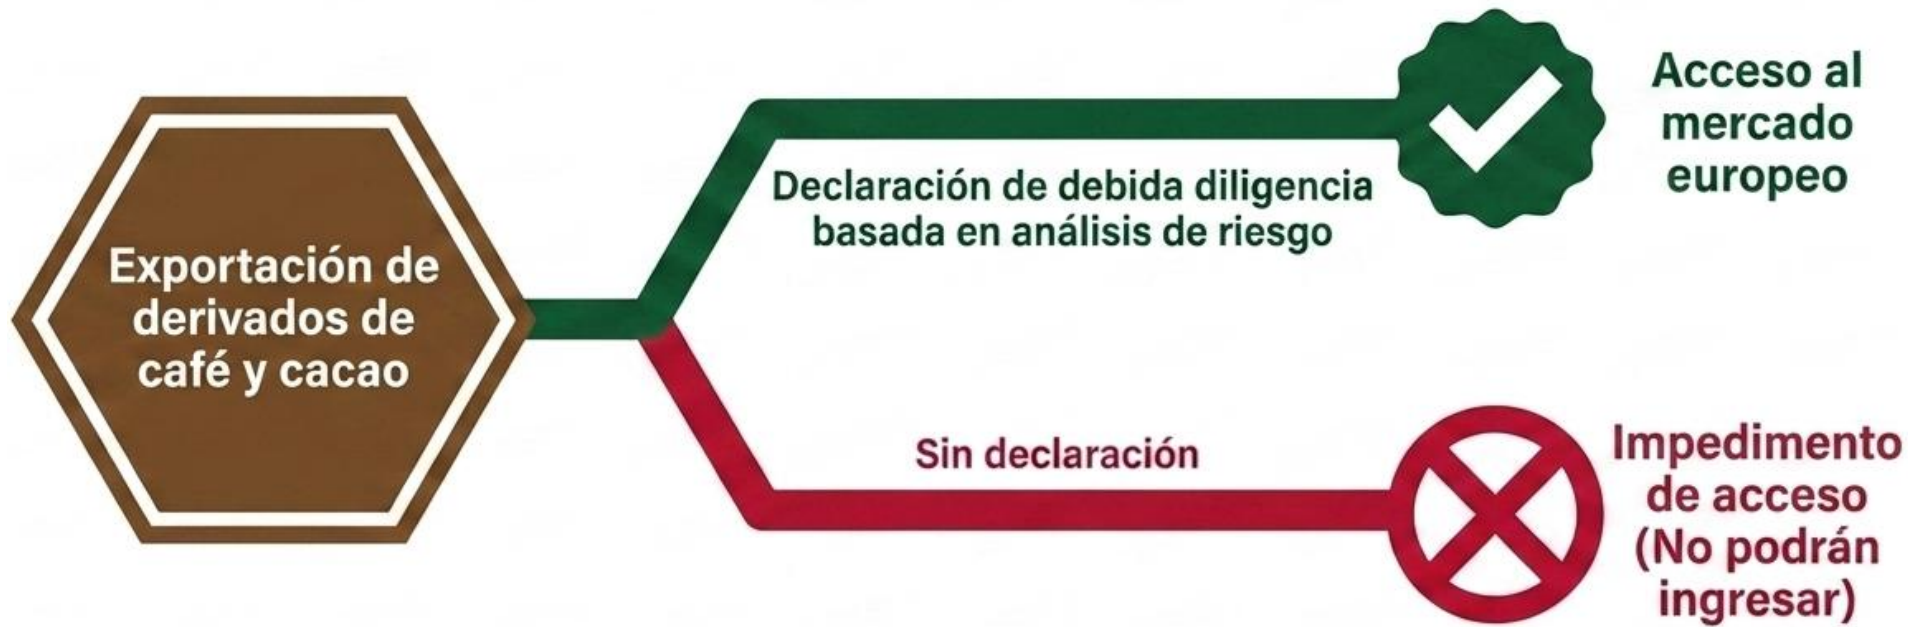 Exportación de
derivados de
café y cacao
Declaración de debida diligencia
basada en análisis de riesgo
Acceso al
mercado
europeo
Sin declaración
Impedimento
de acceso
(No podrán
ingresar)